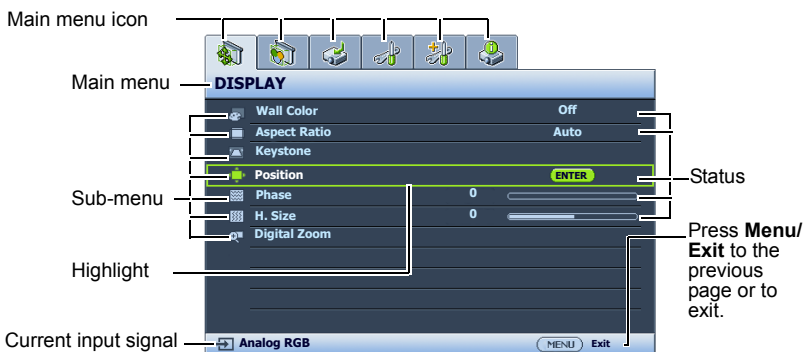 Main menu icon
Main menu
DISPLAY
Wall Color Off
Aspect Ratio Auto
Keystone
Position ENTER
Status
Sub-menu
Phase 0
H. Size 0
Digital Zoom
Press Menu/
Exit to the
previous
page or to
exit.
Highlight
Current input signal
Analog RGB MENU Exit